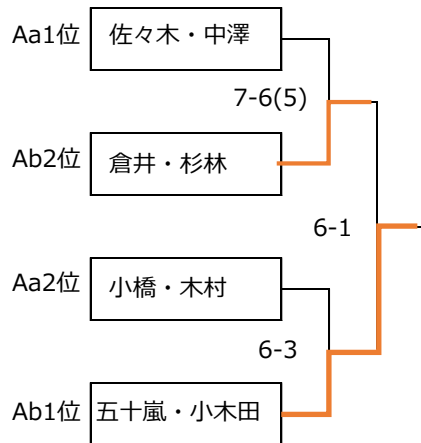 Aa1位 佐々木・中澤
7-6(5)
Ab2位 倉井・杉林
6-1
Aa2位 小橋・木村
6-3
Ab1位 五十嵐・小木田